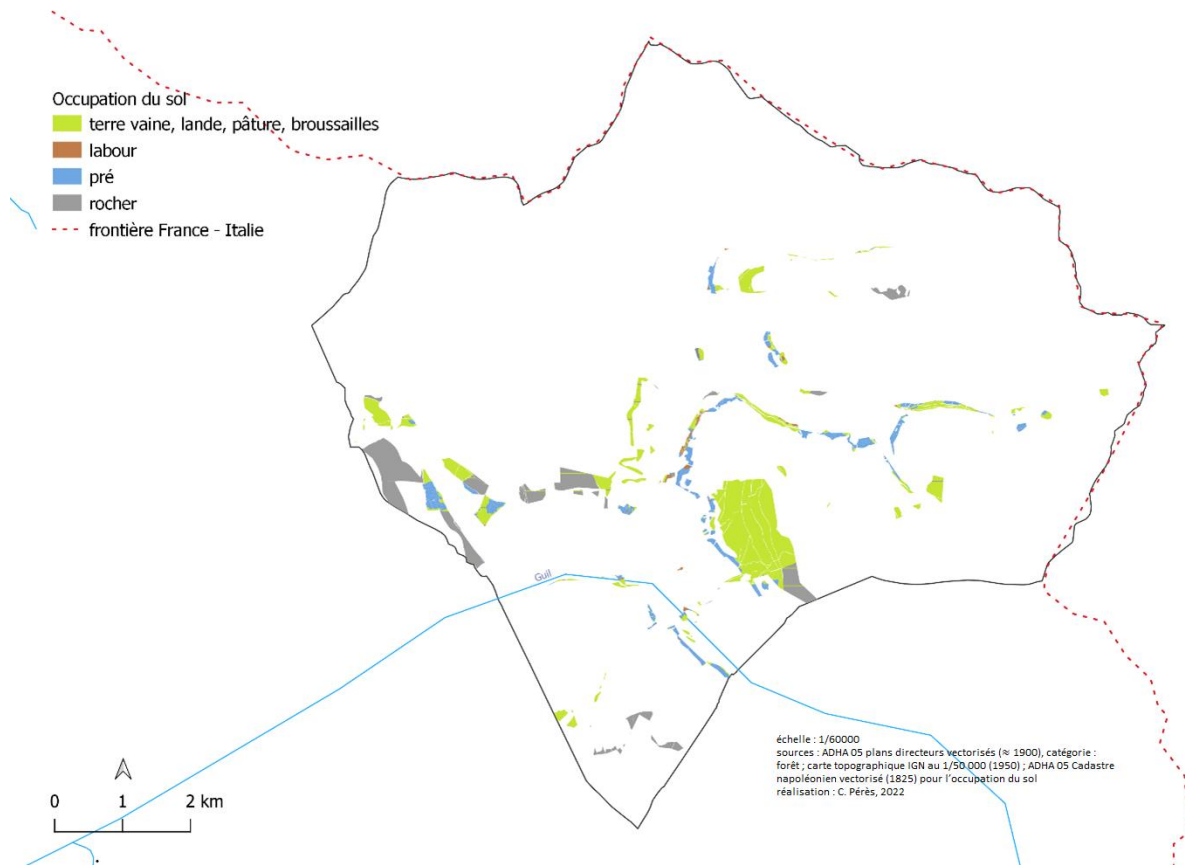 Occupation du sol
terre vaine, lande, pâture, broussailles
labour
pré
rocher
frontière France - Italie
Guil
0 1 2 km
échelle : 1/60000
sources : ADHA 05 plans directeurs vectorisés (≈ 1900), catégorie :
forêt ; carte topographique IGN au 1/50 000 (1950) ; ADHA 05 Cadastre
napoléonien vectorisé (1825) pour l'occupation du sol
réalisation : C. Pérès, 2022